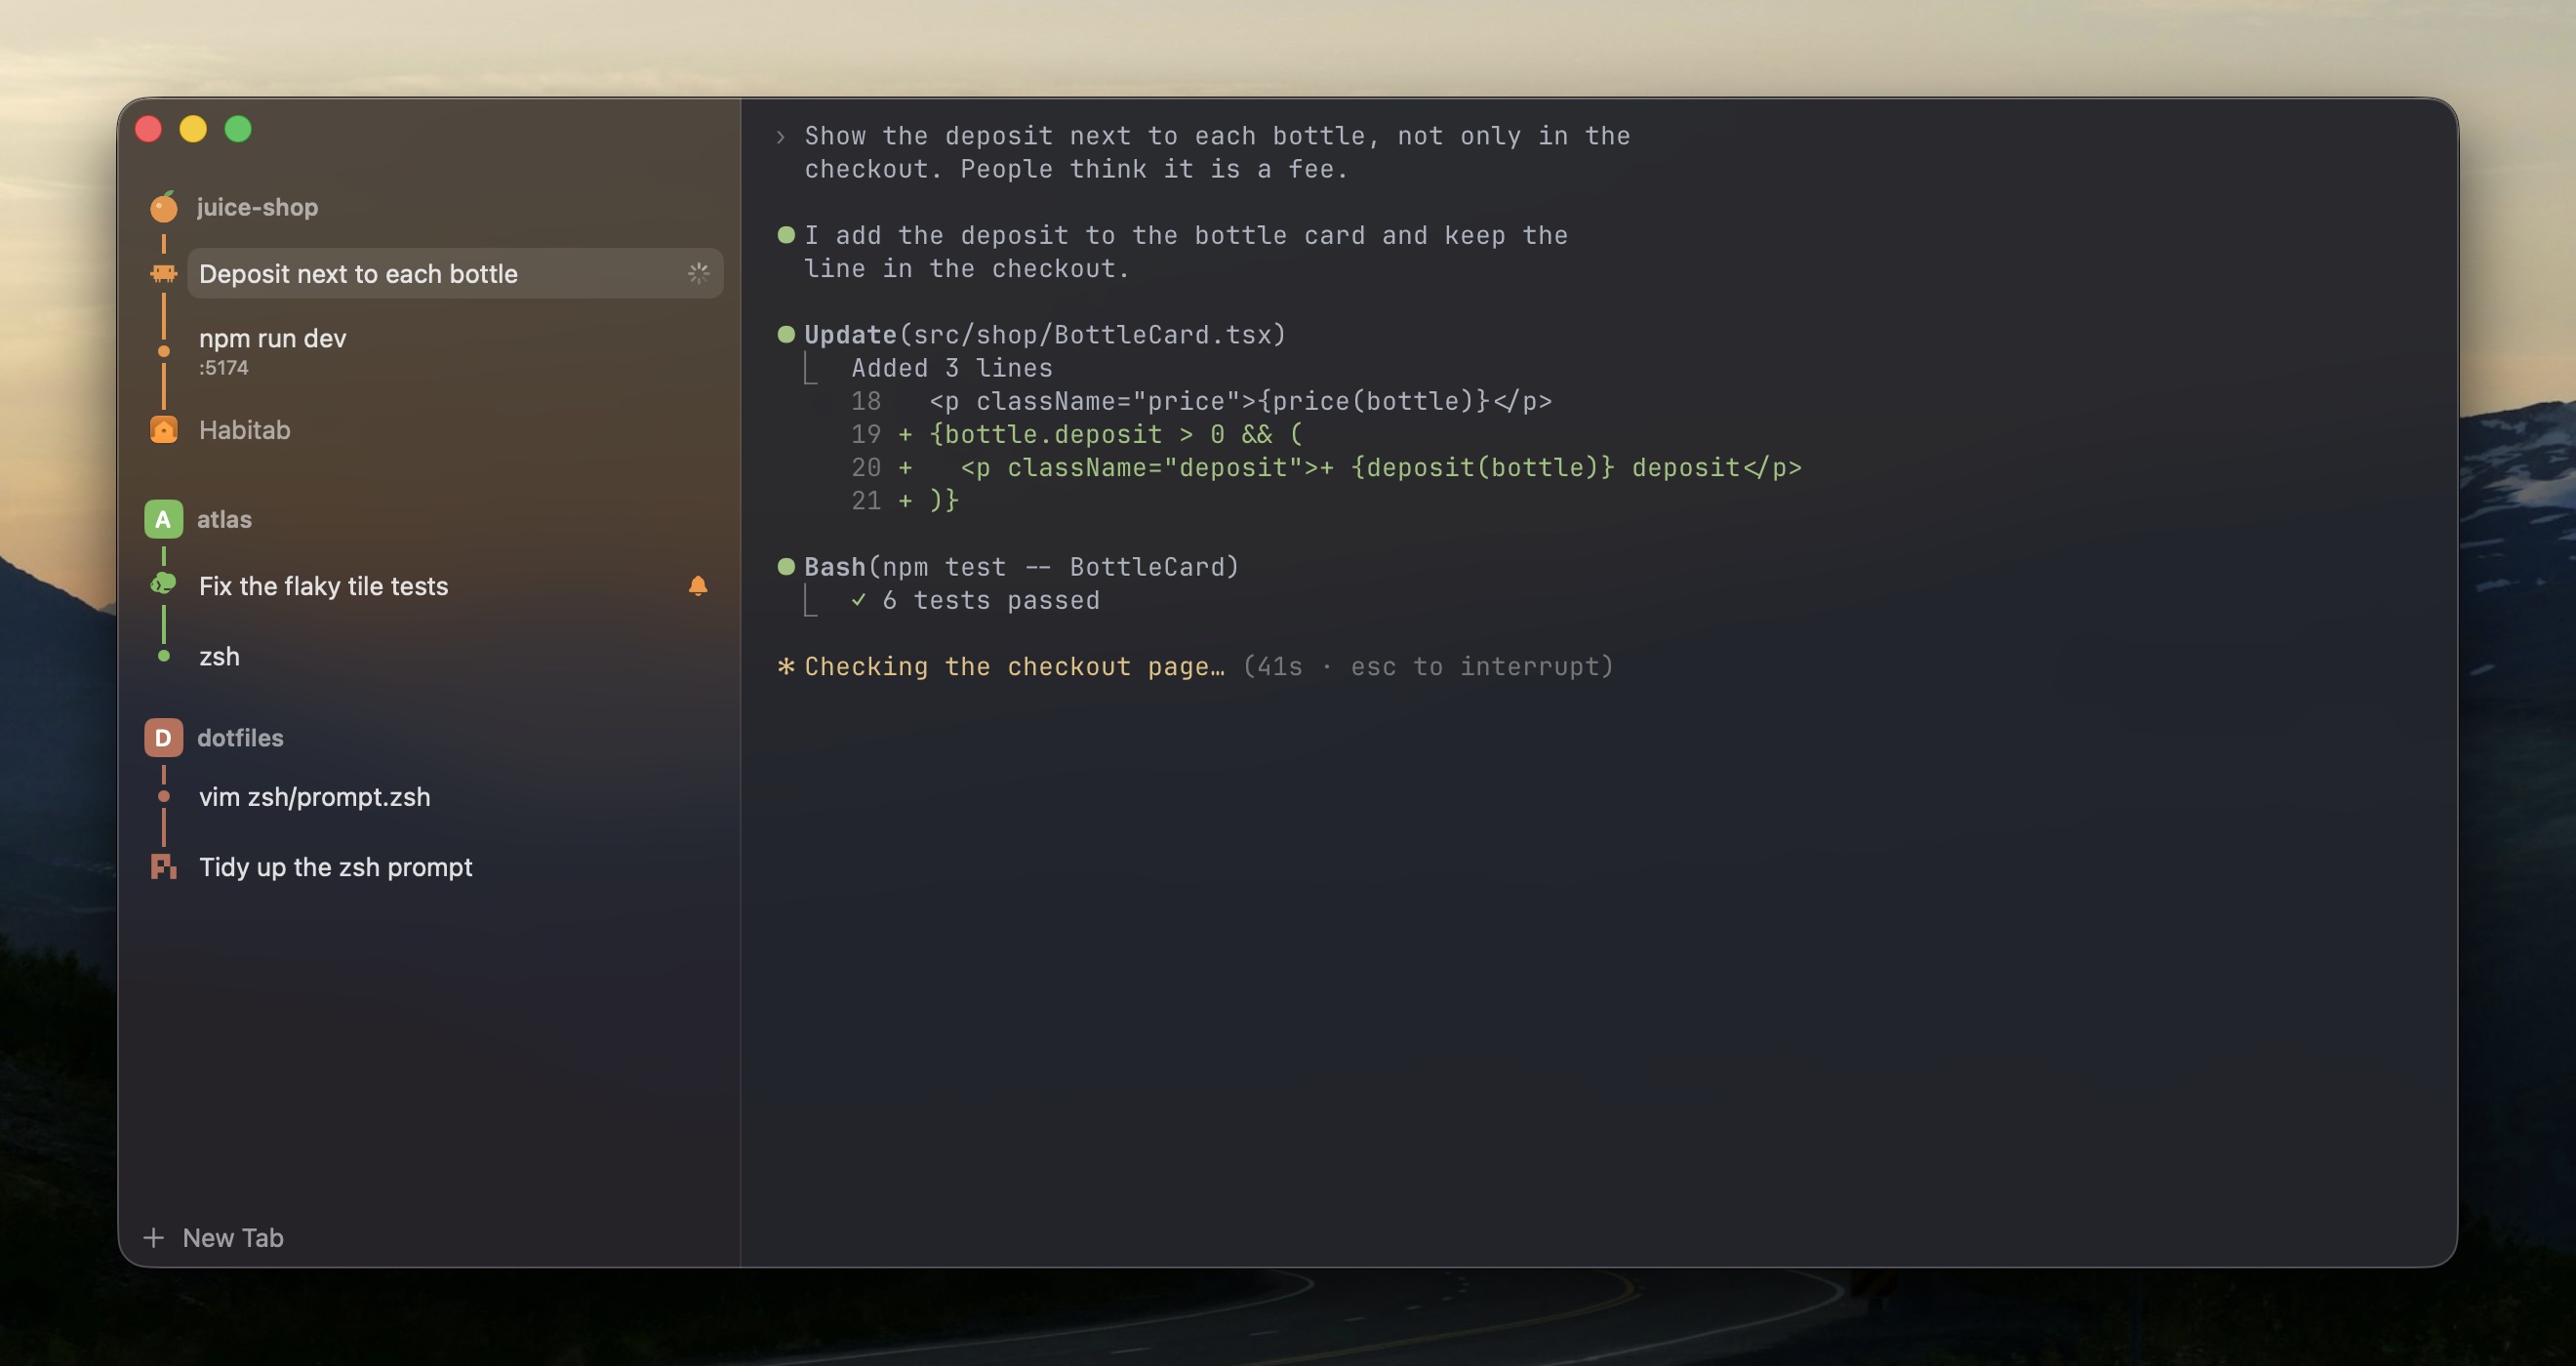 juice-shop
Deposit next to each bottle
npm run dev
:5174
Habitab
A atlas
Fix the flaky tile tests
zsh
D dotfiles
vim zsh/prompt.zsh
Tidy up the zsh prompt
+ New Tab
› Show the deposit next to each bottle, not only in the
checkout. People think it is a fee.
I add the deposit to the bottle card and keep the
line in the checkout.
Update(src/shop/BottleCard.tsx)
Added 3 lines
18   <p className="price">{price(bottle)}</p>
19 + {bottle.deposit > 0 && (
20 +   <p className="deposit">+ {deposit(bottle)} deposit</p>
21 + )}
Bash(npm test -- BottleCard)
✓ 6 tests passed
* Checking the checkout page… (41s · esc to interrupt)